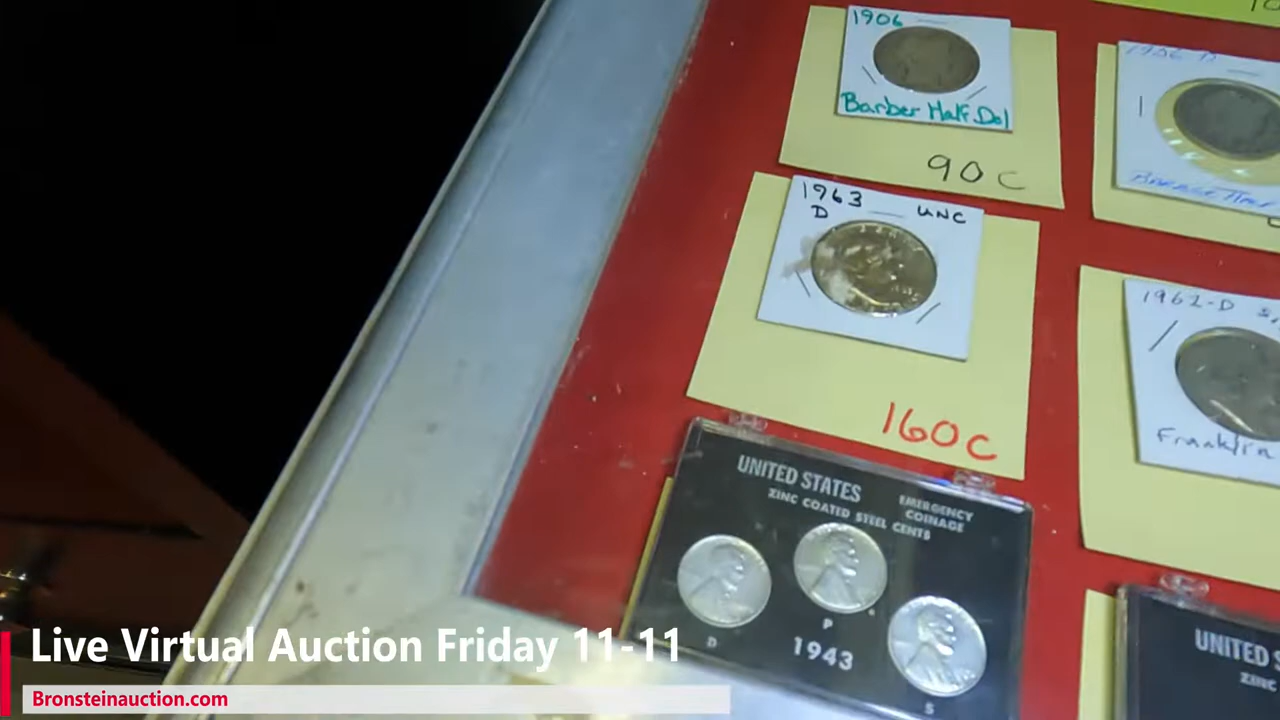 1906
Barber Half Dol
90C
1963
D
UNC
160C
1962-D
Franklin
UNITED STATES
ZINC COATED STEEL CENTS
EMERGENCY
COINAGE
D
P
S
1943
UNITED
ZINC
Live Virtual Auction Friday 11-11
Bronsteinauction.com